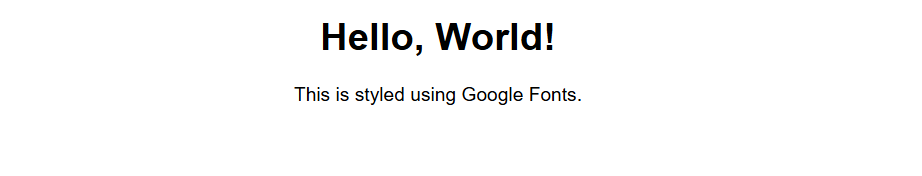 Hello, World!
This is styled using Google Fonts.